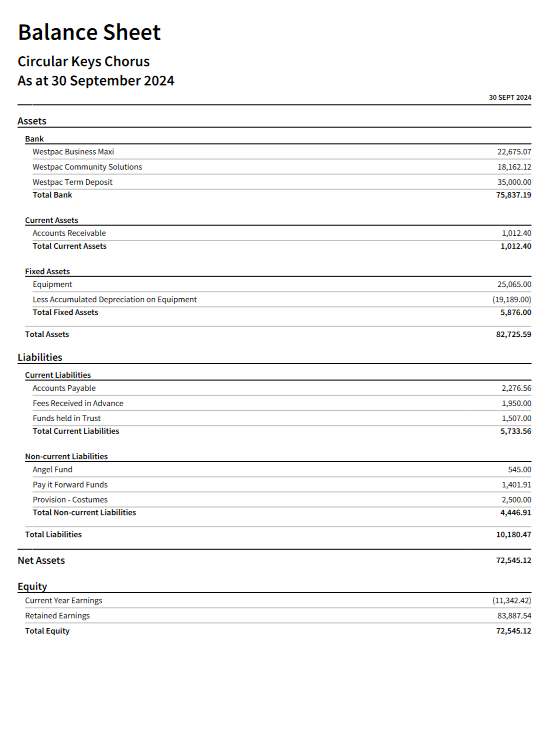 Balance Sheet
Circular Keys Chorus
As at 30 September 2024
30 SEPT 2024
Assets
Bank
Westpac Business Maxi 22,675.07
Westpac Community Solutions 18,162.12
Westpac Term Deposit 35,000.00
Total Bank 75,837.19
Current Assets
Accounts Receivable 1,012.40
Total Current Assets 1,012.40
Fixed Assets
Equipment 25,065.00
Less Accumulated Depreciation on Equipment (19,189.00)
Total Fixed Assets 5,876.00
Total Assets 82,725.59
Liabilities
Current Liabilities
Accounts Payable 2,276.56
Fees Received in Advance 1,950.00
Funds held in Trust 1,507.00
Total Current Liabilities 5,733.56
Non-current Liabilities
Angel Fund 545.00
Pay it Forward Funds 1,401.91
Provision - Costumes 2,500.00
Total Non-current Liabilities 4,446.91
Total Liabilities 10,180.47
Net Assets 72,545.12
Equity
Current Year Earnings (11,342.42)
Retained Earnings 83,887.54
Total Equity 72,545.12